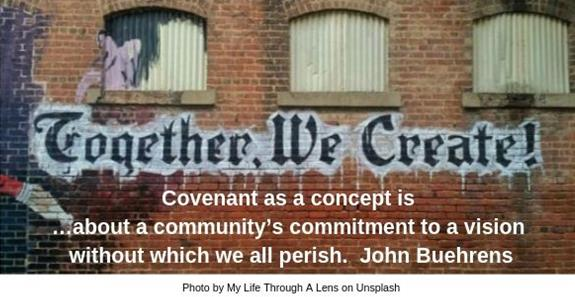 Together, We Create!
Covenant as a concept is
...about a community's commitment to a vision
without which we all perish.  John Buehrens
Photo by My Life Through A Lens on Unsplash